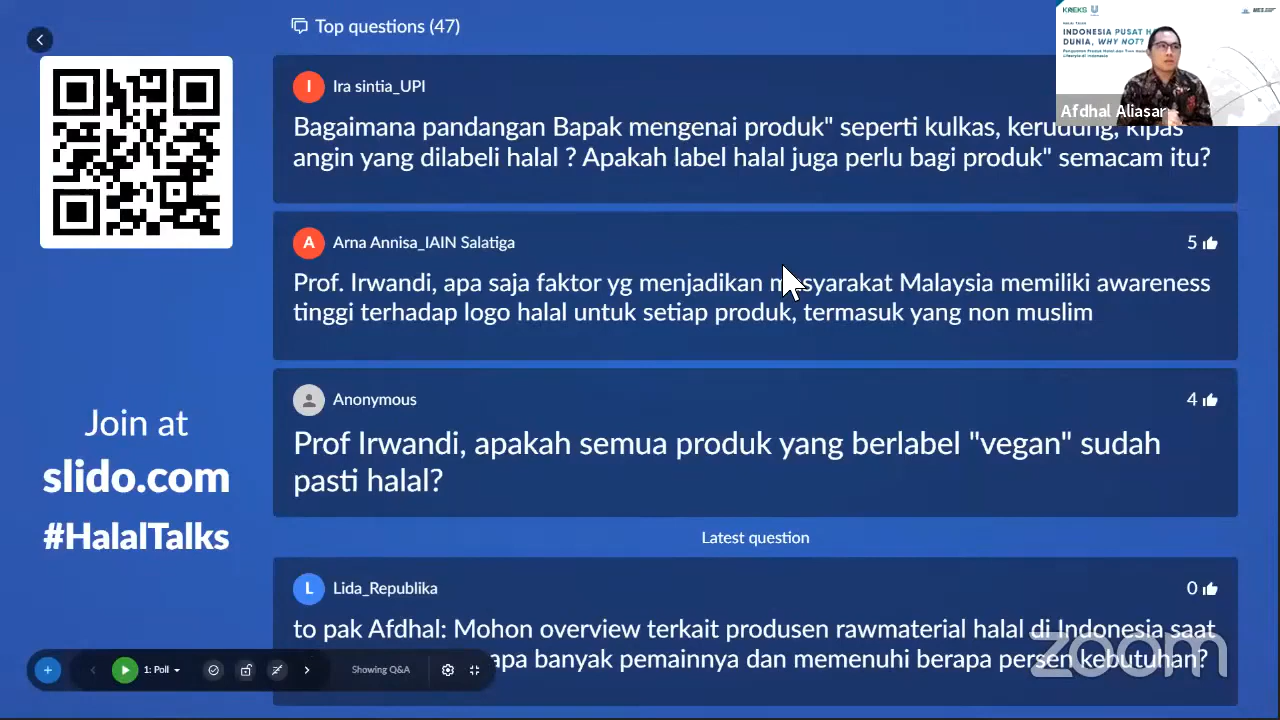 Top questions (47)
I
Ira sintia_UPI
Bagaimana pandangan Bapak mengenai produk" seperti kulkas, kerudung, kipas
angin yang dilabeli halal ? Apakah label halal juga perlu bagi produk" semacam itu?
A
Arna Annisa_IAIN Salatiga
5
Prof. Irwandi, apa saja faktor yg menjadikan masyarakat Malaysia memiliki awareness
tinggi terhadap logo halal untuk setiap produk, termasuk yang non muslim
Anonymous
4
Prof Irwandi, apakah semua produk yang berlabel "vegan" sudah
pasti halal?
Latest question
L
Lida_Republika
0
to pak Afdhal: Mohon overview terkait produsen rawmaterial halal di Indonesia saat
apa banyak pemainnya dan memenuhi berapa persen kebutuhan?
Join at
slido.com
#HalalTalks
1: Poll
Showing Q&A
zoom
INDONESIA PUSAT H
DUNIA, WHY NOT?
Afdhal Aliasar